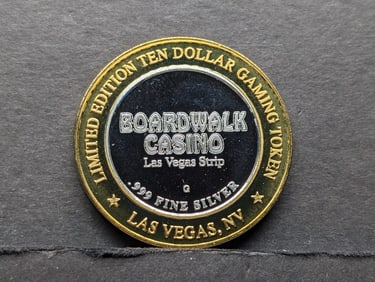 LIMITED EDITION TEN DOLLAR GAMING TOKEN
BOARDWALK
CASINO
Las Vegas Strip
G
.999 FINE SILVER
LAS VEGAS, NV